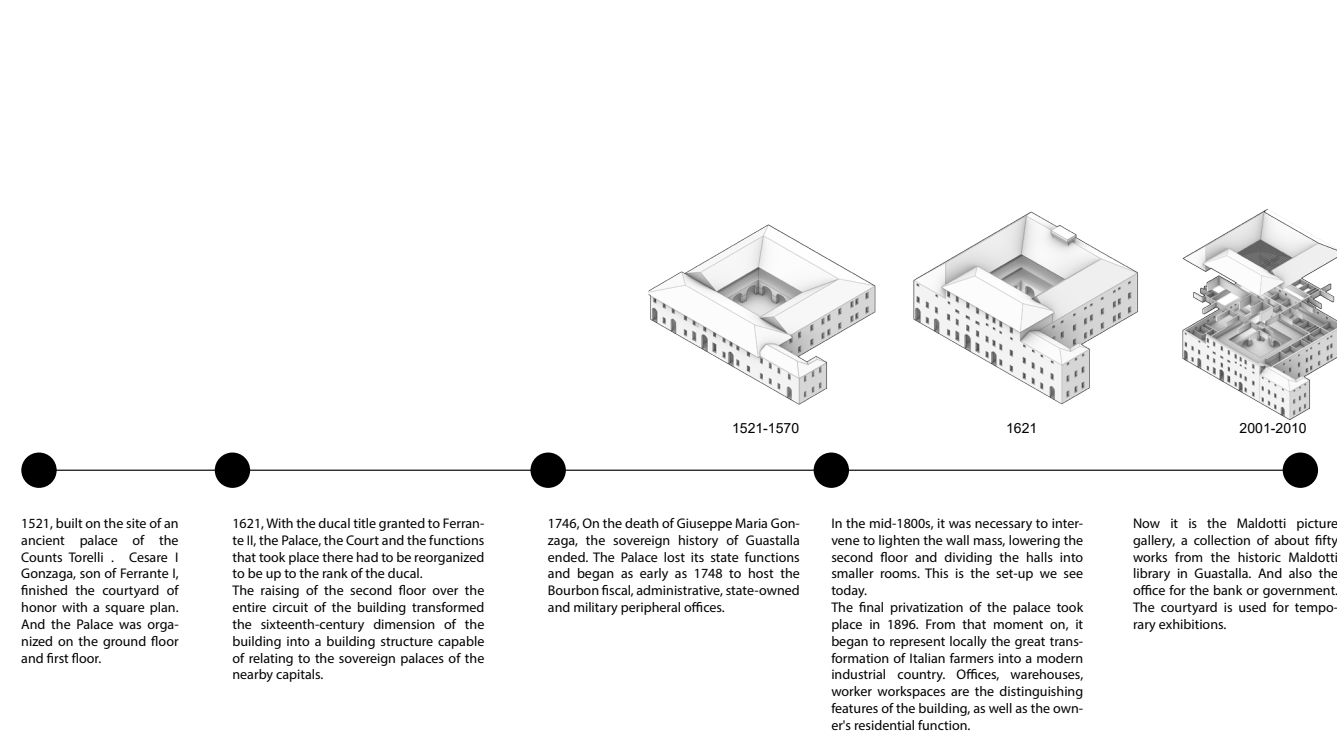 1521-1570
1621
2001-2010
1521, built on the site of an
ancient palace of the
Counts Torelli . Cesare I
Gonzaga, son of Ferrante I,
finished the courtyard of
honor with a square plan.
And the Palace was orga-
nized on the ground floor
and first floor.
1621, With the ducal title granted to Ferran-
te II, the Palace, the Court and the functions
that took place there had to be reorganized
to be up to the rank of the ducal.
The raising of the second floor over the
entire circuit of the building transformed
the sixteenth-century dimension of the
building into a building structure capable
of relating to the sovereign palaces of the
nearby capitals.
1746, On the death of Giuseppe Maria Gon-
zaga, the sovereign history of Guastalla
ended. The Palace lost its state functions
and began as early as 1748 to host the
Bourbon fiscal, administrative, state-owned
and military peripheral offices.
In the mid-1800s, it was necessary to inter-
vene to lighten the wall mass, lowering the
second floor and dividing the halls into
smaller rooms. This is the set-up we see
today.
The final privatization of the palace took
place in 1896. From that moment on, it
began to represent locally the great trans-
formation of Italian farmers into a modern
industrial country. Offices, warehouses,
worker workspaces are the distinguishing
features of the building, as well as the own-
er's residential function.
Now it is the Maldotti picture
gallery, a collection of about fifty
works from the historic Maldotti
library in Guastalla. And also the
office for the bank or government.
The courtyard is used for tempo-
rary exhibitions.